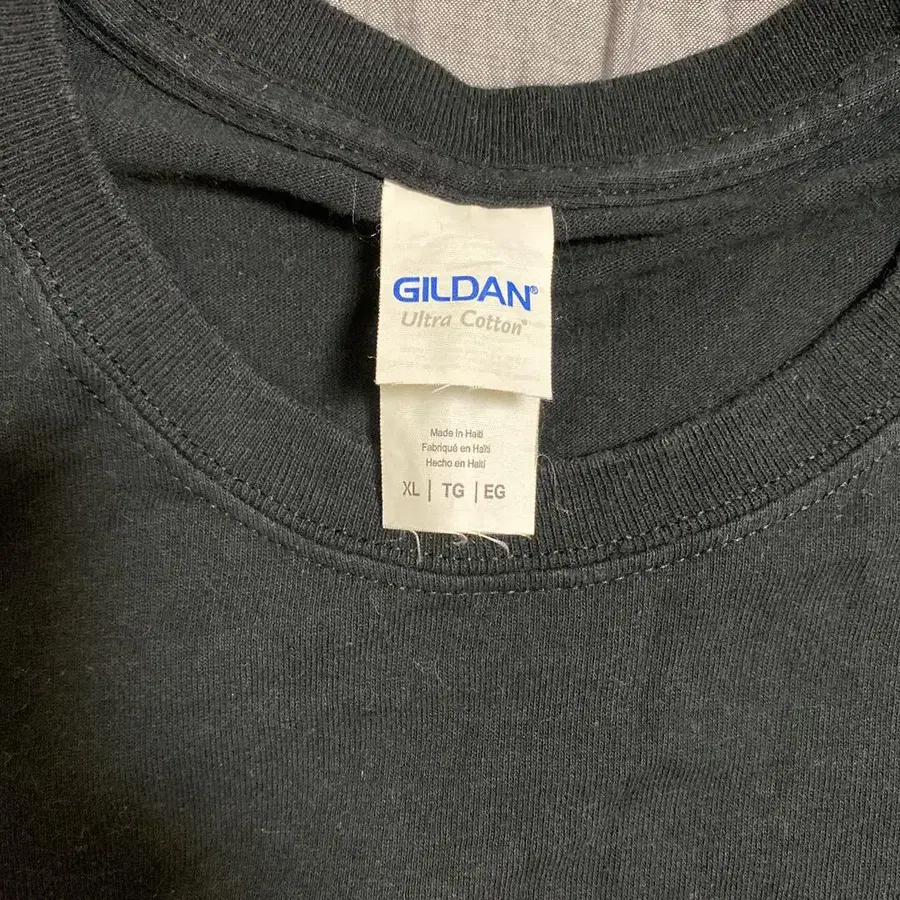 GILDAN®
Ultra Cotton®
Made in Haiti
Fabriqué en Haïti
Hecho en Haití
XL | TG | EG